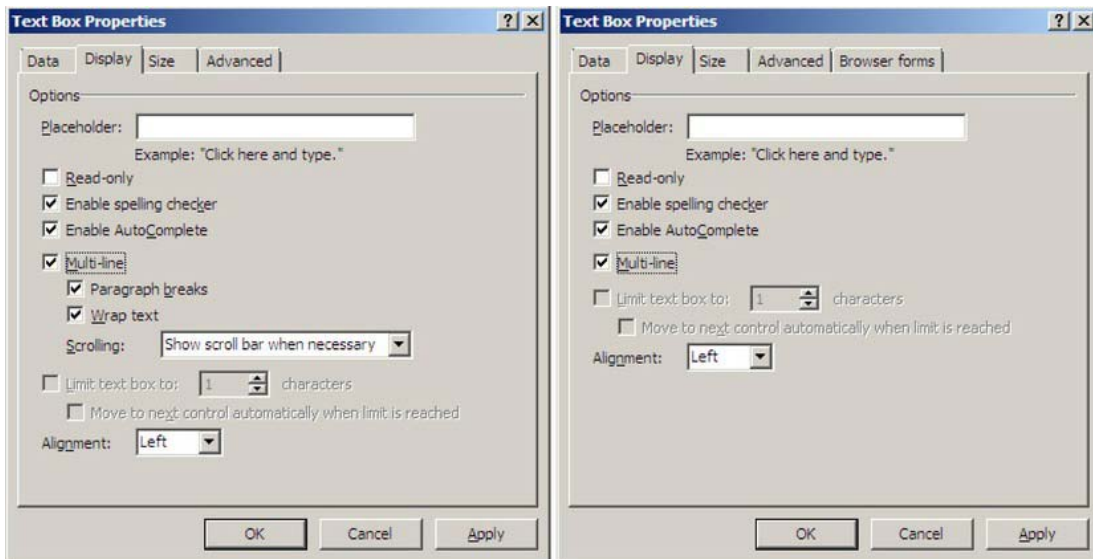 Text Box Properties
Data Display Size Advanced
Options
Placeholder:
Example: "Click here and type."
Read-only
Enable spelling checker
Enable AutoComplete
Multi-line
Paragraph breaks
Wrap text
Scrolling: Show scroll bar when necessary
Limit text box to: 1 characters
Move to next control automatically when limit is reached
Alignment: Left
OK Cancel Apply
Text Box Properties
Data Display Size Advanced Browser forms
Options
Placeholder:
Example: "Click here and type."
Read-only
Enable spelling checker
Enable AutoComplete
Multi-line
Limit text box to: 1 characters
Move to next control automatically when limit is reached
Alignment: Left
OK Cancel Apply